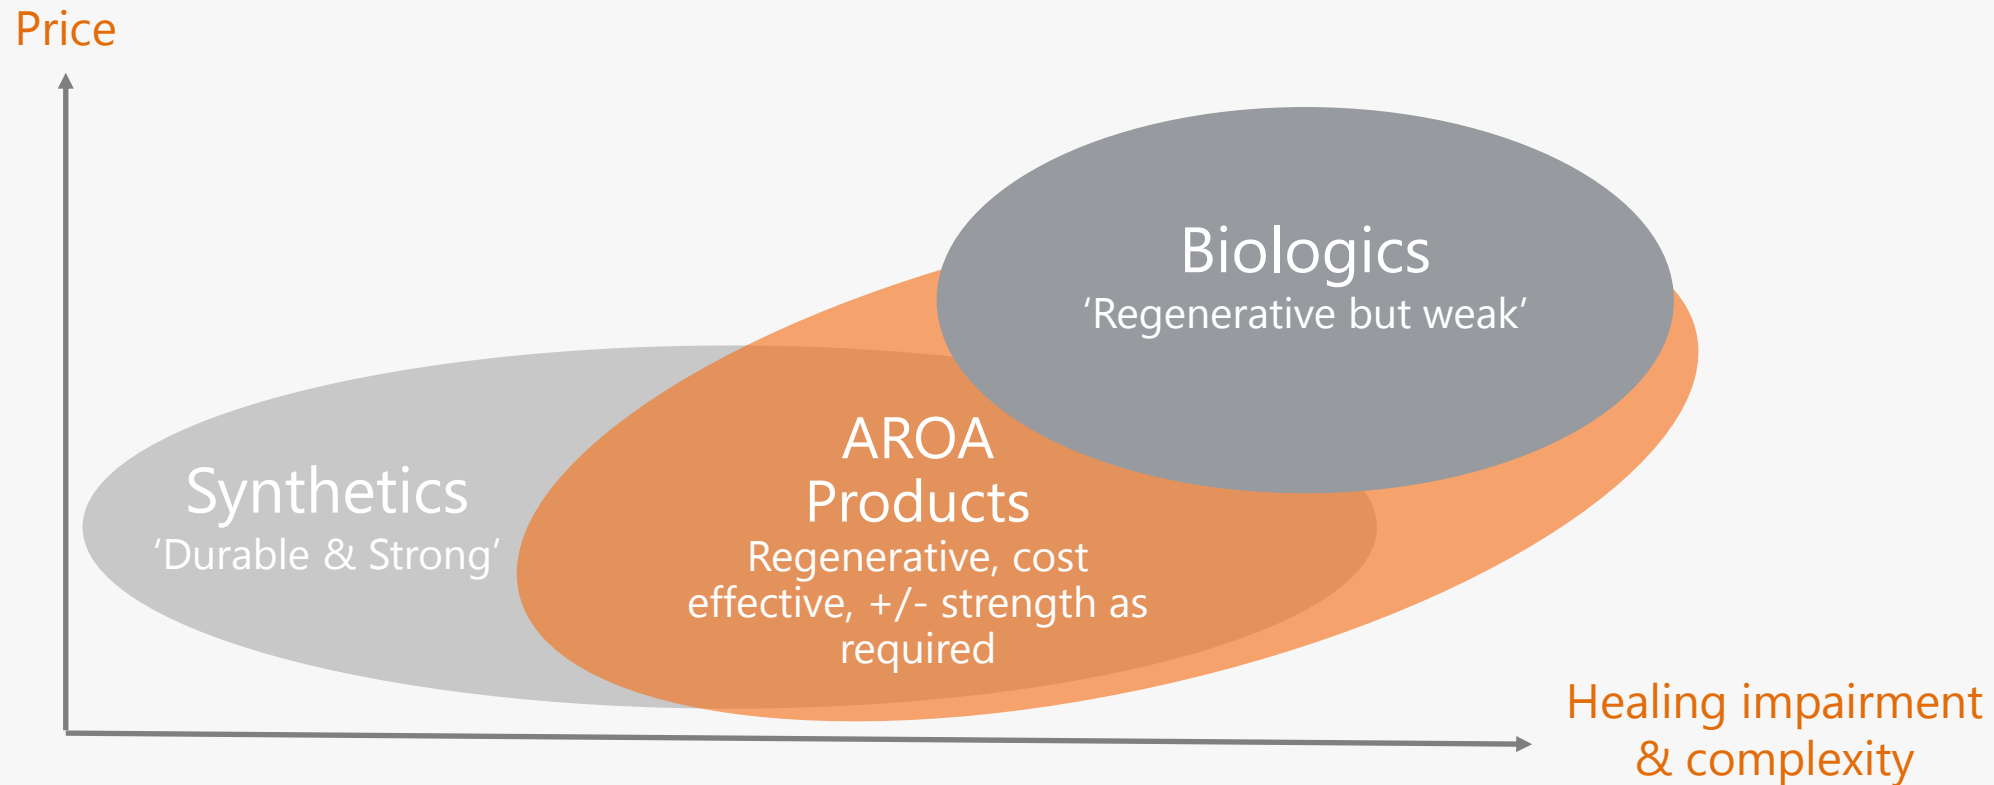 Price
Biologics
‘Regenerative but weak’
AROA
Products
Regenerative, cost
effective, +/- strength as
required
Synthetics
‘Durable & Strong’
Healing impairment
& complexity